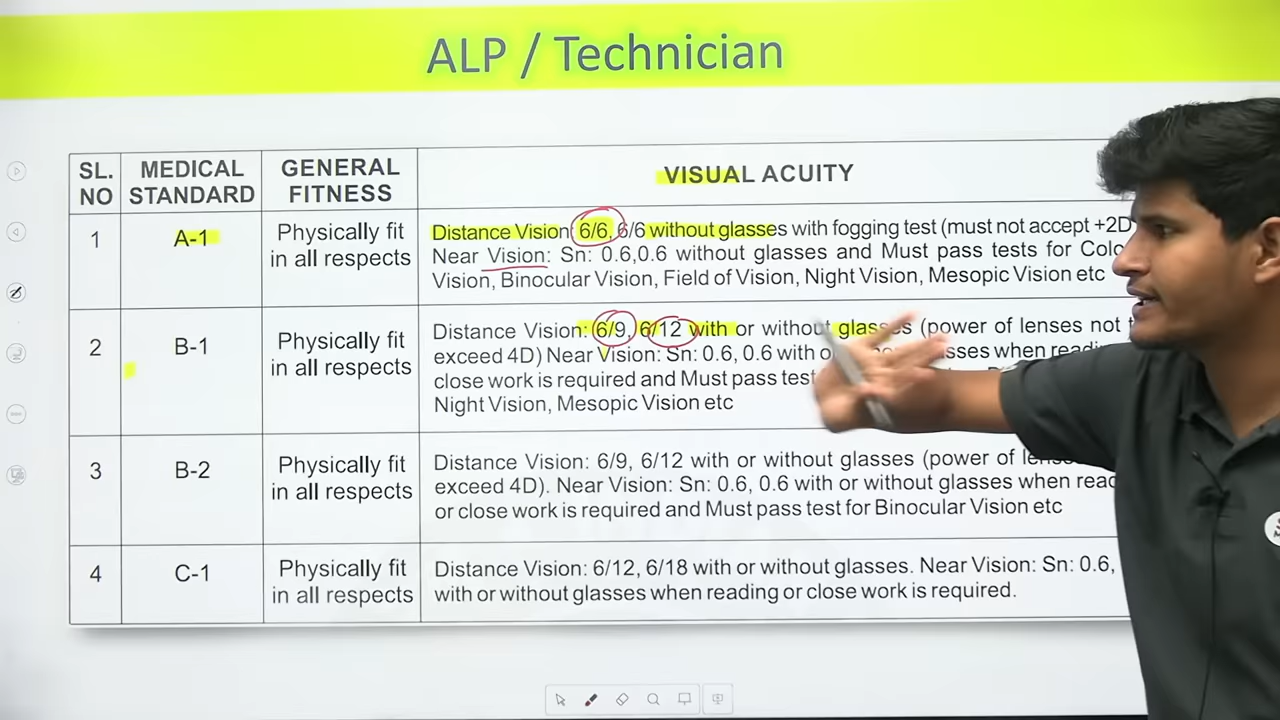 ALP / Technician
SL. NO
MEDICAL STANDARD
GENERAL FITNESS
VISUAL ACUITY
1
A-1
Physically fit
in all respects
Distance Vision: 6/6, 6/6 without glasses with fogging test (must not accept +2D
Near Vision: Sn: 0.6,0.6 without glasses and Must pass tests for
Vision, Binocular Vision, Field of Vision, Night Vision, Mesopic Vision etc
2
B-1
Physically fit
in all respects
Distance Vision: 6/9, 6/12 with or without glasses (power of lenses not
exceed 4D) Near Vision: Sn: 0.6, 0.6 with when
close work is required and Must pass
Night Vision, Mesopic Vision etc
3
B-2
Physically fit
in all respects
Distance Vision: 6/9, 6/12 with or without glasses (power of
exceed 4D). Near Vision: Sn: 0.6, 0.6 with or without glasses when
or close work is required and Must pass test for Binocular Vision etc
4
C-1
Physically fit
in all respects
Distance Vision: 6/12, 6/18 with or without glasses. Near Vision: Sn: 0.6,
with or without glasses when reading or close work is required.